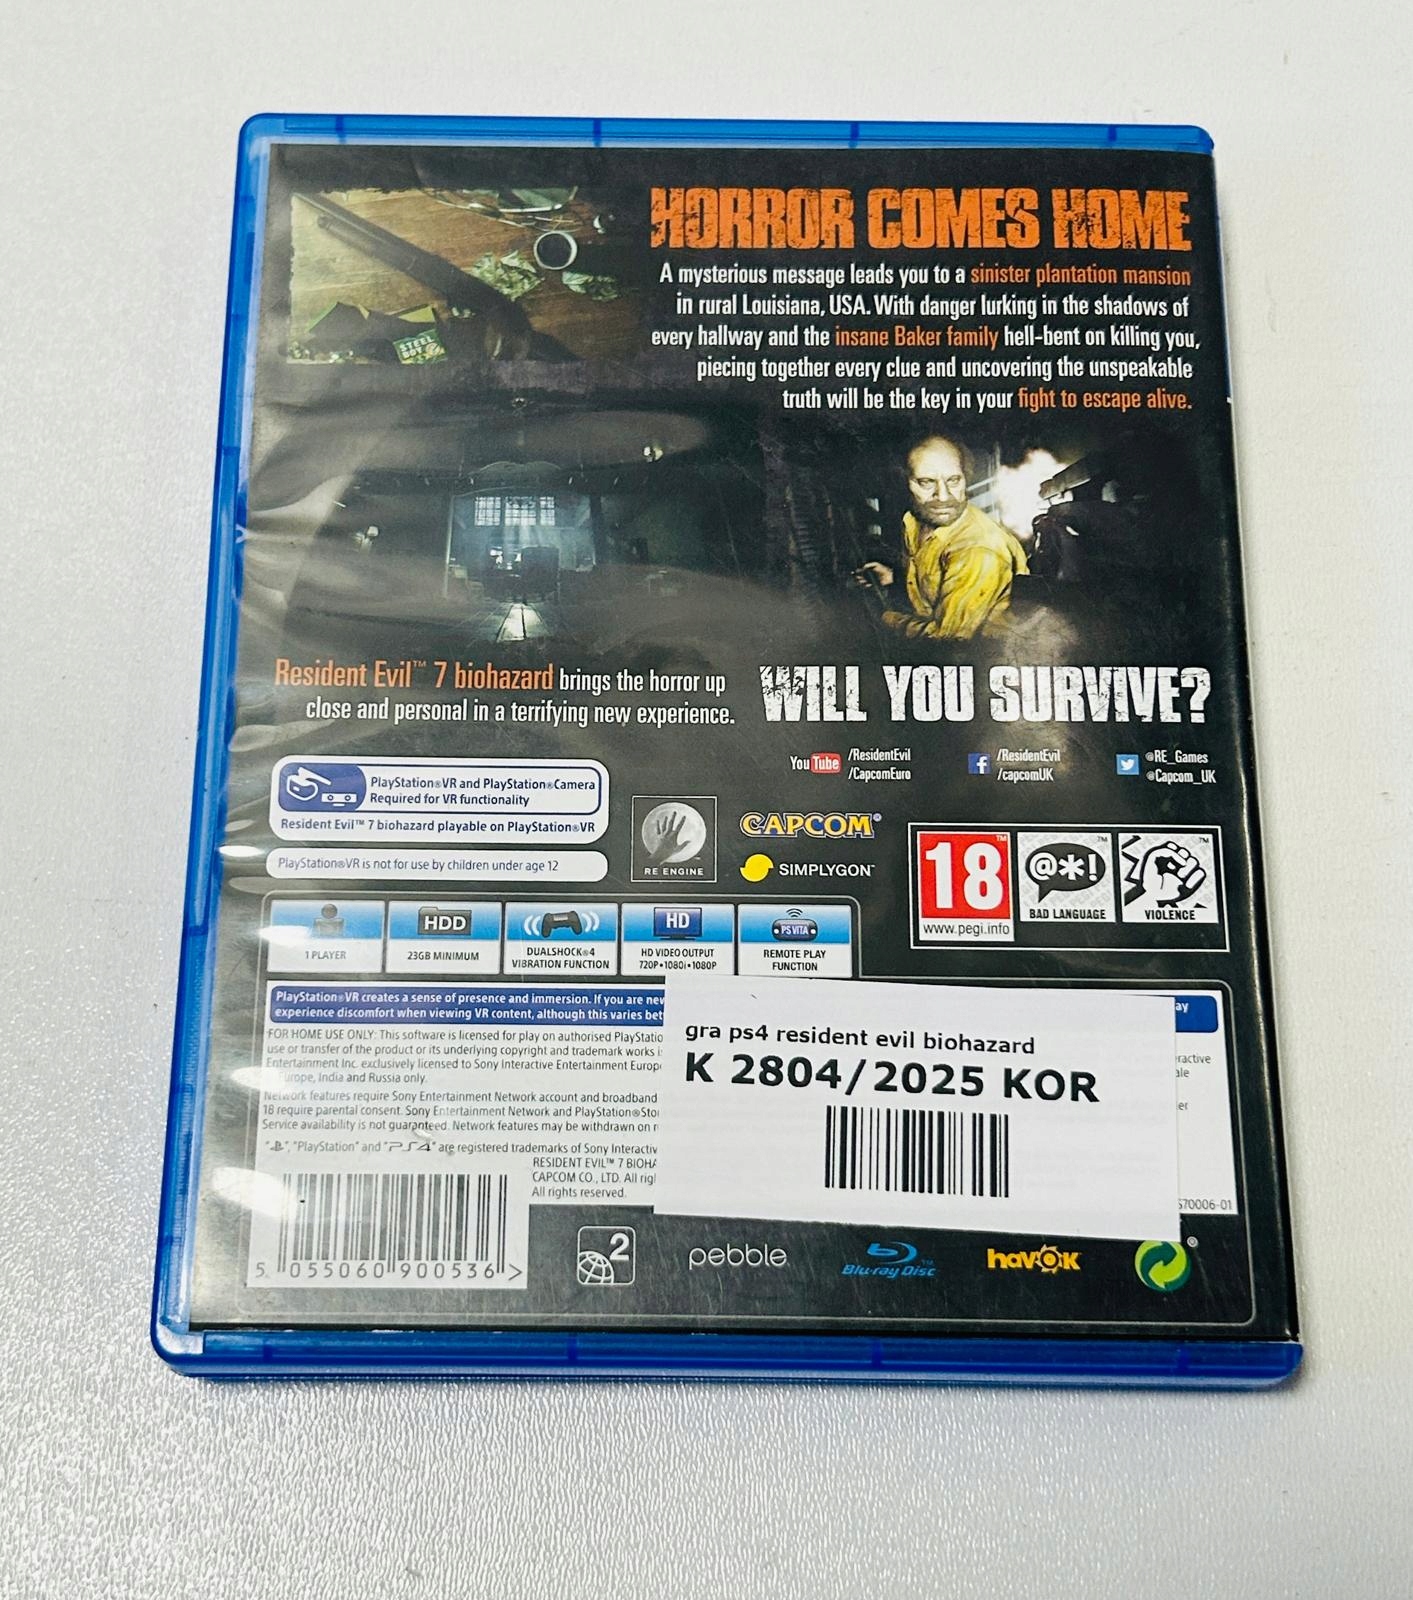 HORROR COMES HOME
A mysterious message leads you to a sinister plantation mansion
in rural Louisiana, USA. With danger lurking in the shadows of
every hallway and the insane Baker family hell-bent on killing you,
piecing together every clue and uncovering the unspeakable
truth will be the key in your fight to escape alive.
STEEL
Resident Evil™ 7 biohazard brings the horror up
close and personal in a terrifying new experience.
WILL YOU SURVIVE?
YouTube /ResidentEvil
/CapcomEuro
/ResidentEvil
/capcomUK
@RE_Games
@Capcom_UK
PlayStation®VR and PlayStation®Camera
Required for VR functionality
Resident Evil™ 7 biohazard playable on PlayStation®VR
PlayStation®VR is not for use by children under age 12
RE ENGINE
CAPCOM®
SIMPLYGON™
18
www.pegi.info
@*!
BAD LANGUAGE
VIOLENCE
1 PLAYER
HDD
23GB MINIMUM
DUALSHOCK®4
VIBRATION FUNCTION
HD
HD VIDEO OUTPUT
720P•1080i•1080P
PS VITA
REMOTE PLAY
FUNCTION
PlayStation®VR creates a sense of presence and immersion. If you are new
experience discomfort when viewing VR content, although this varies bet
FOR HOME USE ONLY: This software is licensed for play on authorised PlayStatio
use or transfer of the product or its underlying copyright and trademark works i
Entertainment Inc. exclusively licensed to Sony Interactive Entertainment Europ
Europe, India and Russia only.
Network features require Sony Entertainment Network account and broadband
18 require parental consent. Sony Entertainment Network and PlayStation®Sto
Service availability is not guaranteed. Network features may be withdrawn on r
"PlayStation" and "PS4" are registered trademarks of Sony Interactiv
RESIDENT EVIL™ 7 BIOHA
CAPCOM CO., LTD. All rig
All rights reserved.
ay
ractive
ale
er
S70006-01
gra ps4 resident evil biohazard
K 2804/2025 KOR
5 055060 900536 >
2
pebble
Blu-ray Disc™
havok
®